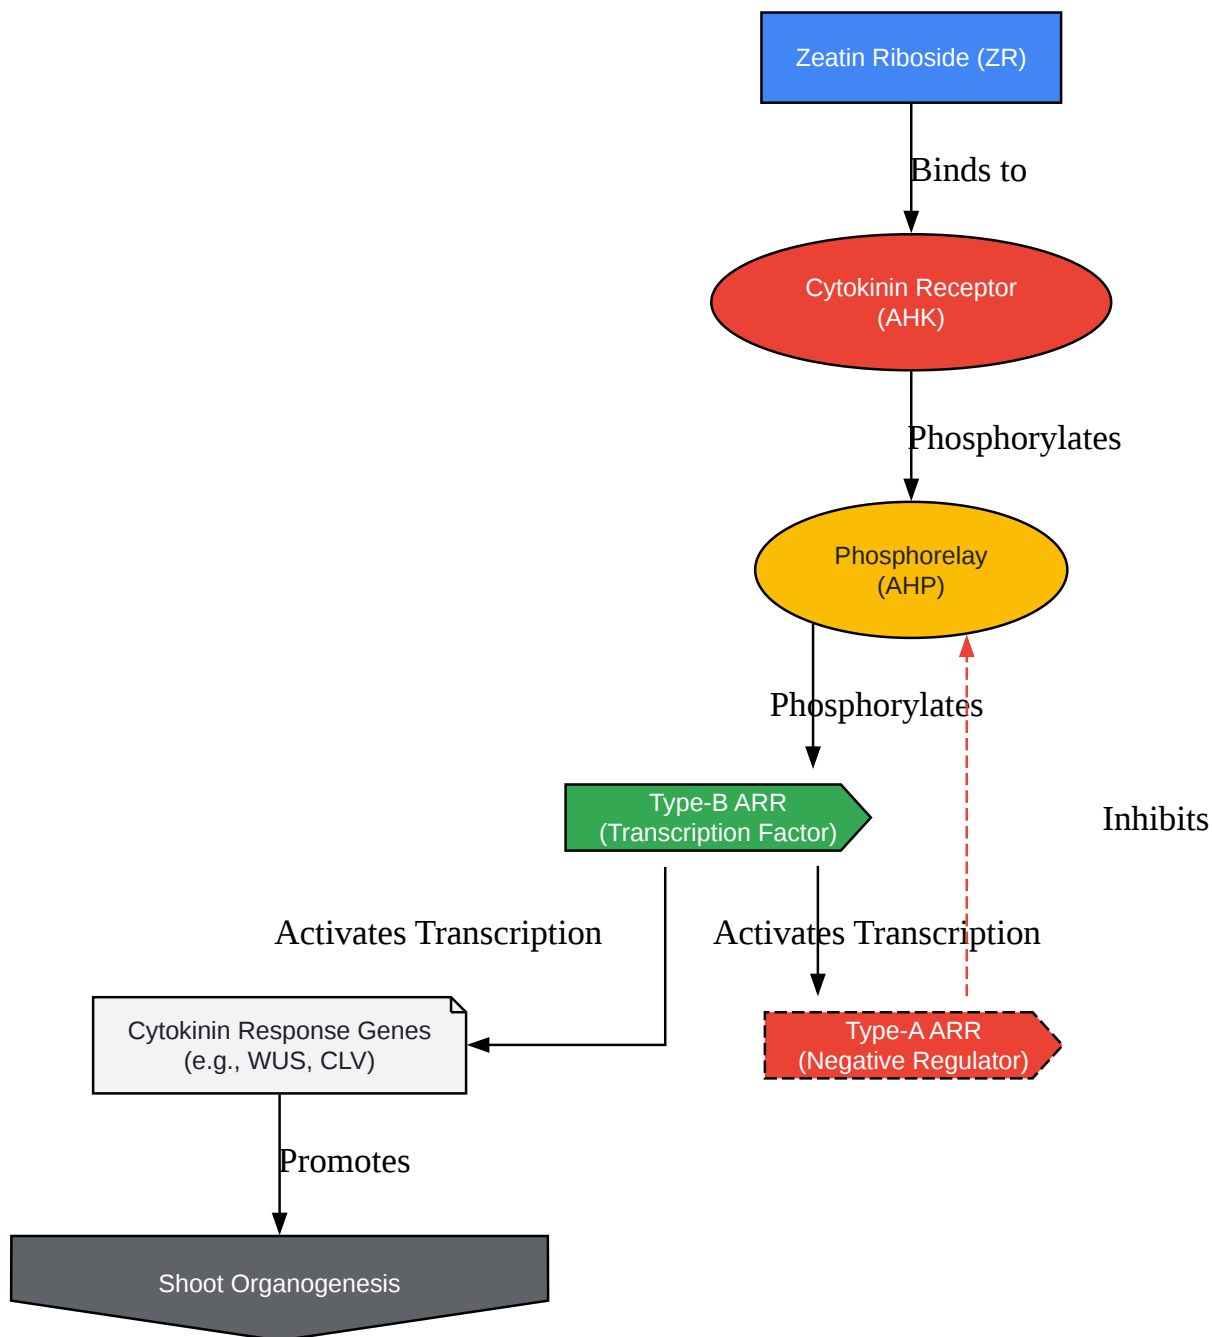 Zeatin Riboside (ZR)
Binds to
Cytokinin Receptor
(AHK)
Phosphorylates
Phosphorelay
(AHP)
Phosphorylates
Type-B ARR
(Transcription Factor)
Inhibits
Activates Transcription
Activates Transcription
Cytokinin Response Genes
(e.g., WUS, CLV)
Type-A ARR
(Negative Regulator)
Promotes
Shoot Organogenesis